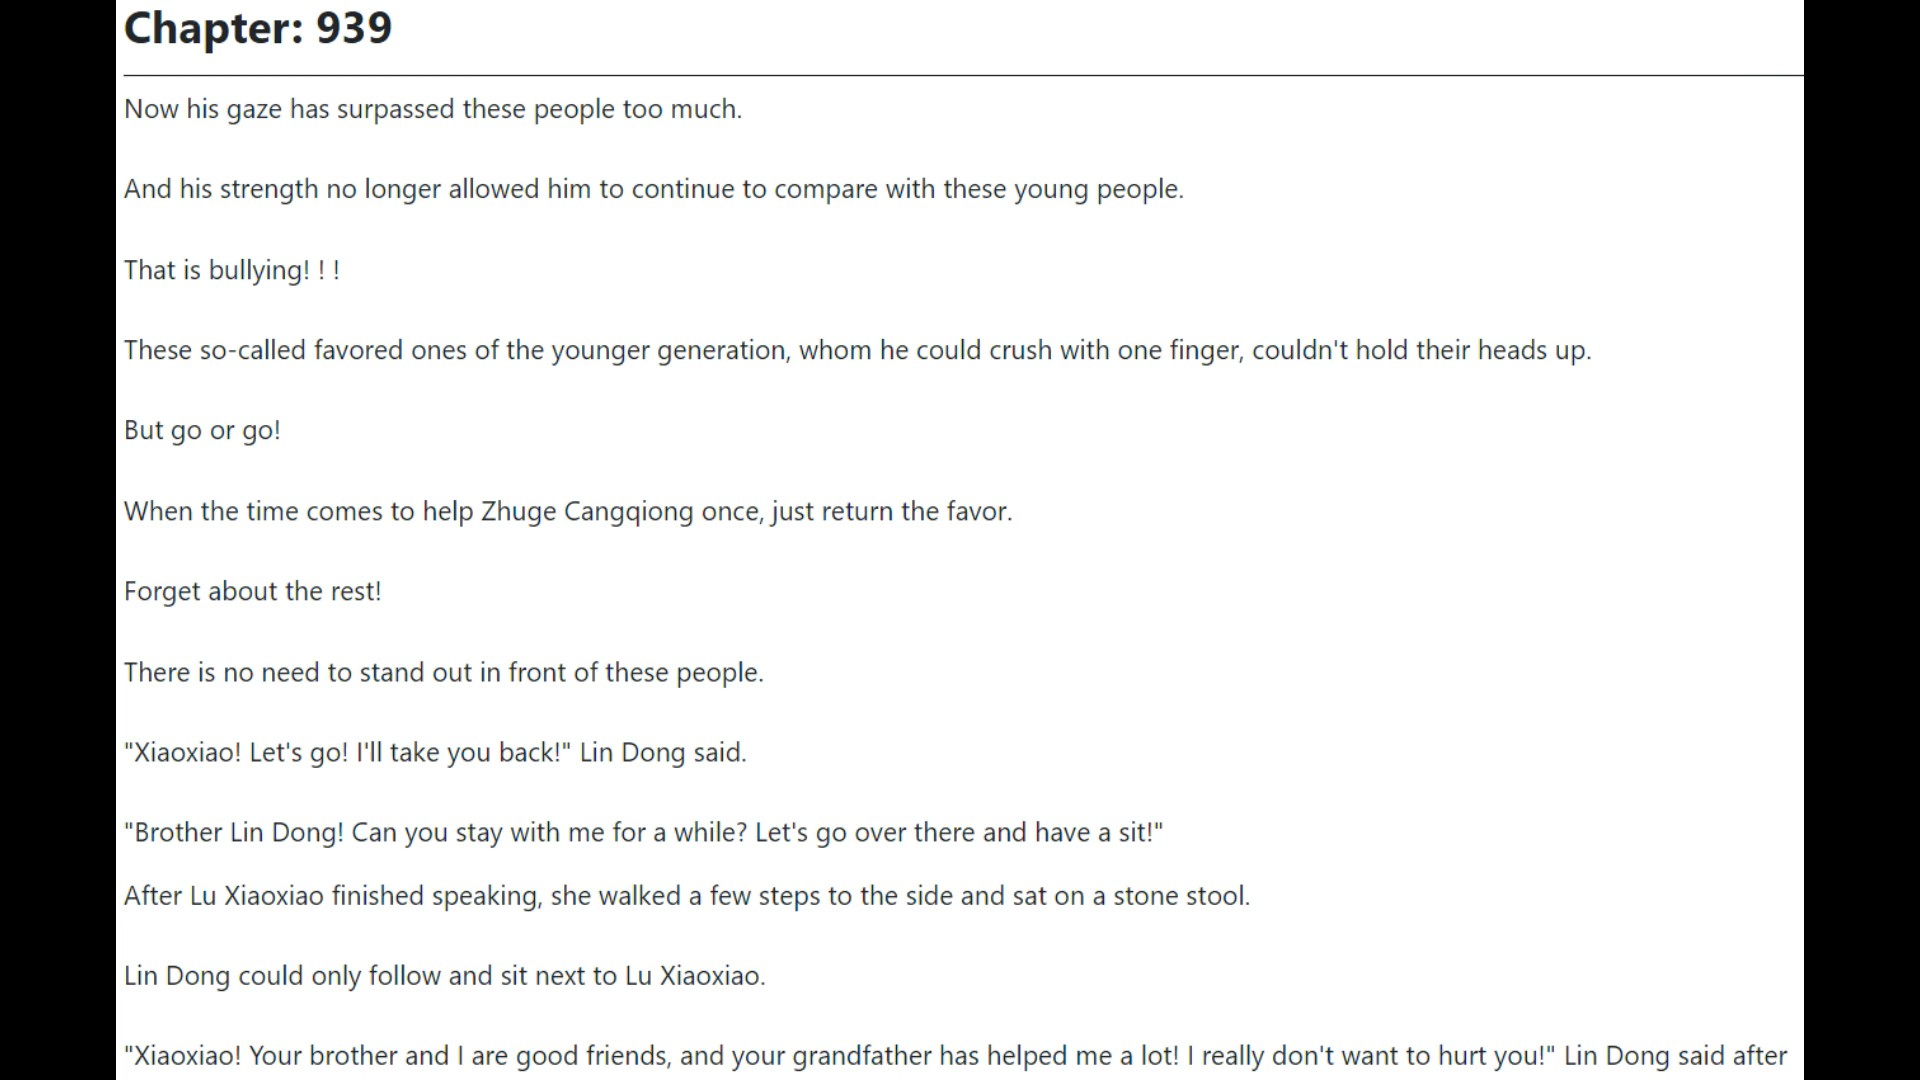 Chapter: 939
Now his gaze has surpassed these people too much.
And his strength no longer allowed him to continue to compare with these young people.
That is bullying! ! !
These so-called favored ones of the younger generation, whom he could crush with one finger, couldn't hold their heads up.
But go or go!
When the time comes to help Zhuge Cangqiong once, just return the favor.
Forget about the rest!
There is no need to stand out in front of these people.
"Xiaoxiao! Let's go! I'll take you back!" Lin Dong said.
"Brother Lin Dong! Can you stay with me for a while? Let's go over there and have a sit!"
After Lu Xiaoxiao finished speaking, she walked a few steps to the side and sat on a stone stool.
Lin Dong could only follow and sit next to Lu Xiaoxiao.
"Xiaoxiao! Your brother and I are good friends, and your grandfather has helped me a lot! I really don't want to hurt you!" Lin Dong said after